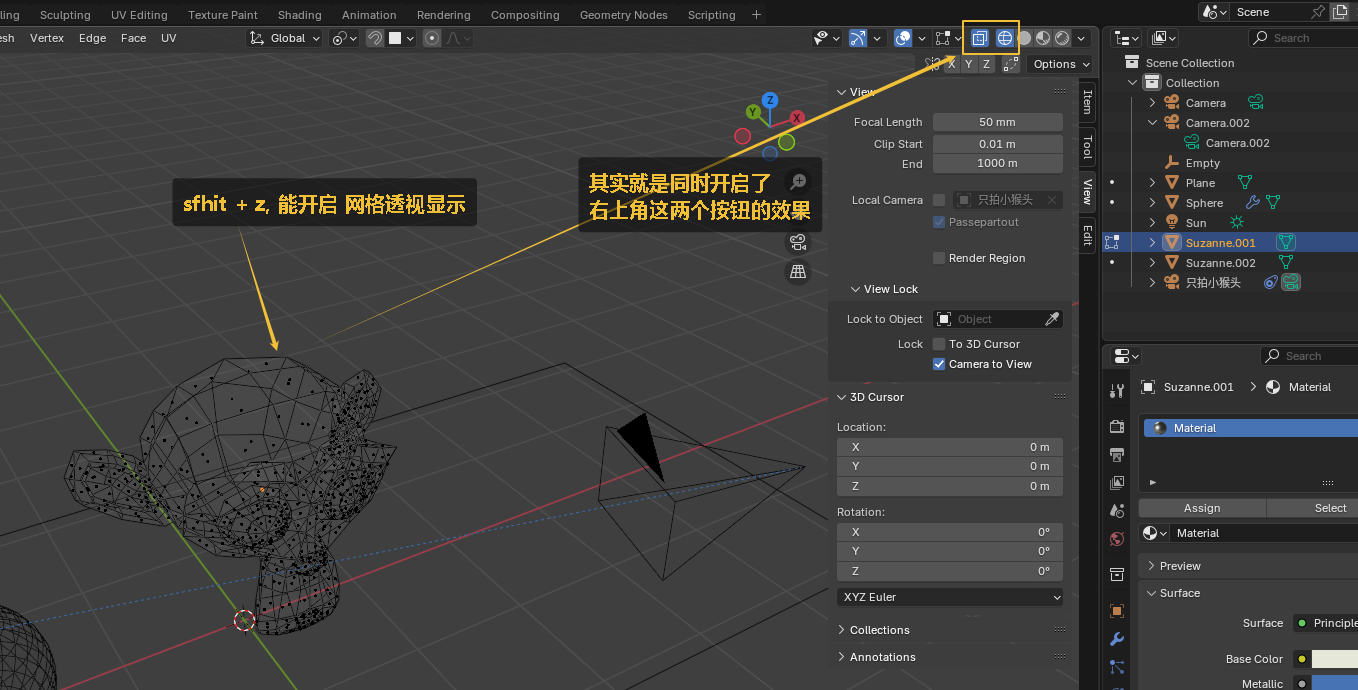 ling Sculpting UV Editing Texture Paint Shading Animation Rendering Compositing Geometry Nodes Scripting +
Scene
esh Vertex Edge Face UV
Global
Search
X Y Z
Options
Z
Y
X
View
Focal Length 50 mm
Clip Start 0.01 m
End 1000 m
Local Camera 只拍小猴头
Passepartout
Render Region
View Lock
Lock to Object Object
Lock To 3D Cursor
Camera to View
3D Cursor
Location:
X 0 m
Y 0 m
Z 0 m
Rotation:
X 0°
Y 0°
Z 0°
XYZ Euler
Collections
Annotations
Item
Tool
View
Edit
sfhit + z, 能开启 网格透视显示
其实就是同时开启了
右上角这两个按钮的效果
Scene Collection
Collection
Camera
Camera.002
Camera.002
Empty
Plane
Sphere
Sun
Suzanne.001
Suzanne.002
只拍小猴头
Search
Suzanne.001 Material
Material
Assign Select
Material
Preview
Surface
Surface Principle
Base Color
Metallic